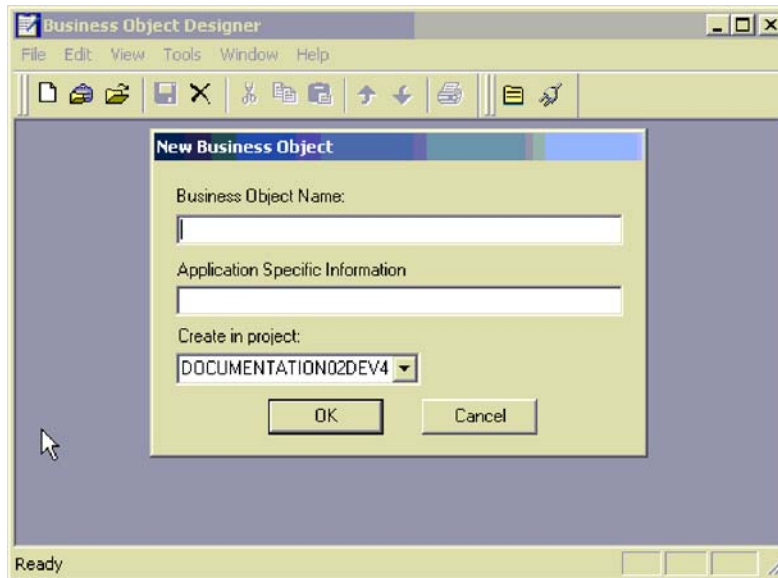 Business Object Designer
File Edit View Tools Window Help
New Business Object
Business Object Name:
Application Specific Information
Create in project:
DOCUMENTATION02DEV4
OK Cancel
Ready